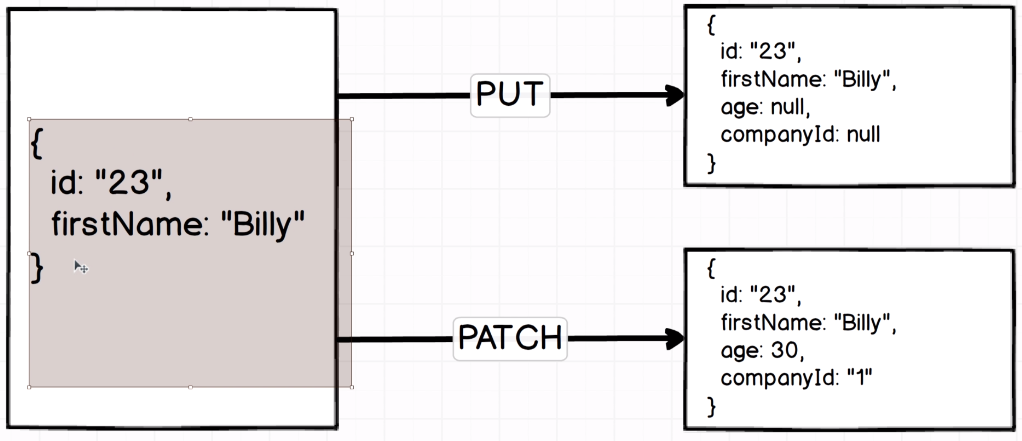 {
id: "23",
firstName: "Billy"
}
PUT
{
id: "23",
firstName: "Billy",
age: null,
companyId: null
}
PATCH
{
id: "23",
firstName: "Billy",
age: 30,
companyId: "1"
}